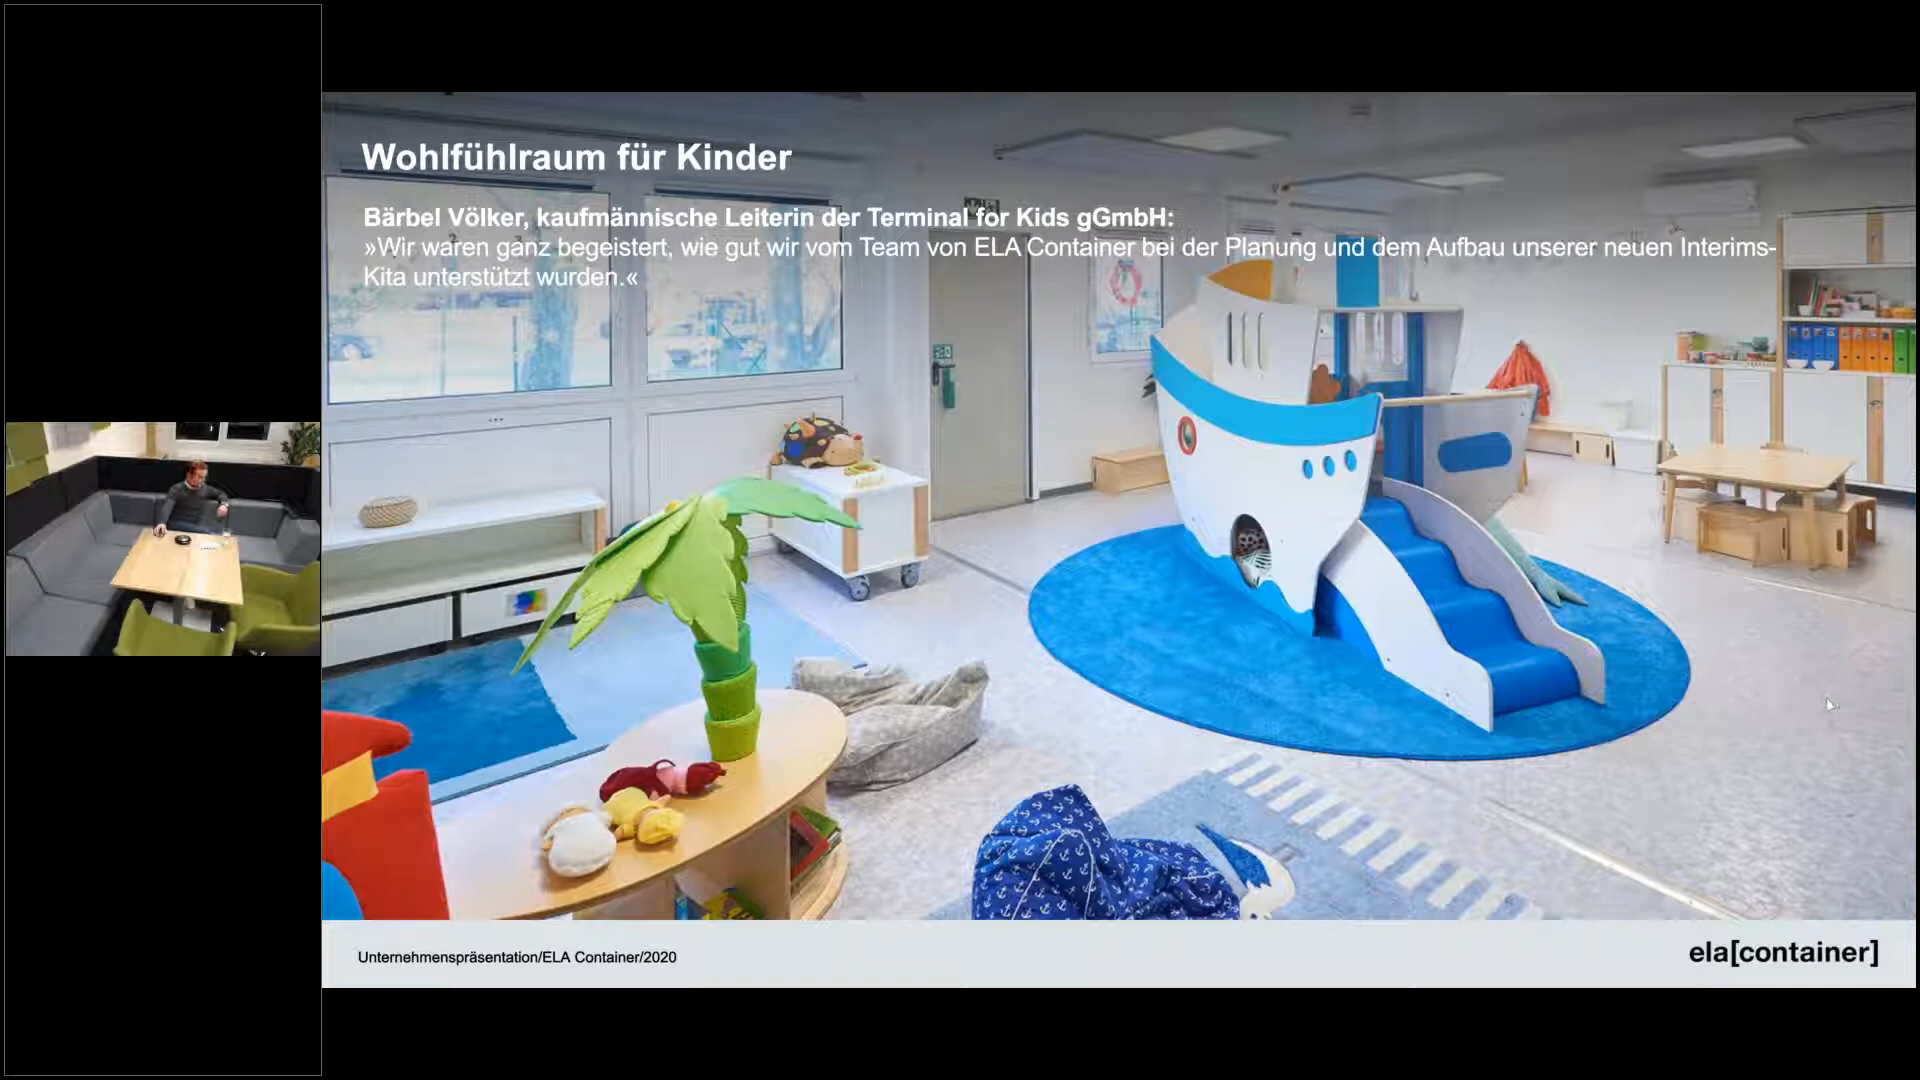 Wohlfühlraum für Kinder
Bärbel Völker, kaufmännische Leiterin der Terminal for Kids gGmbH:
»Wir waren ganz begeistert, wie gut wir vom Team von ELA Container bei der Planung und dem Aufbau unserer neuen Interims-
Kita unterstützt wurden.«
Unternehmenspräsentation/ELA Container/2020
ela[container]